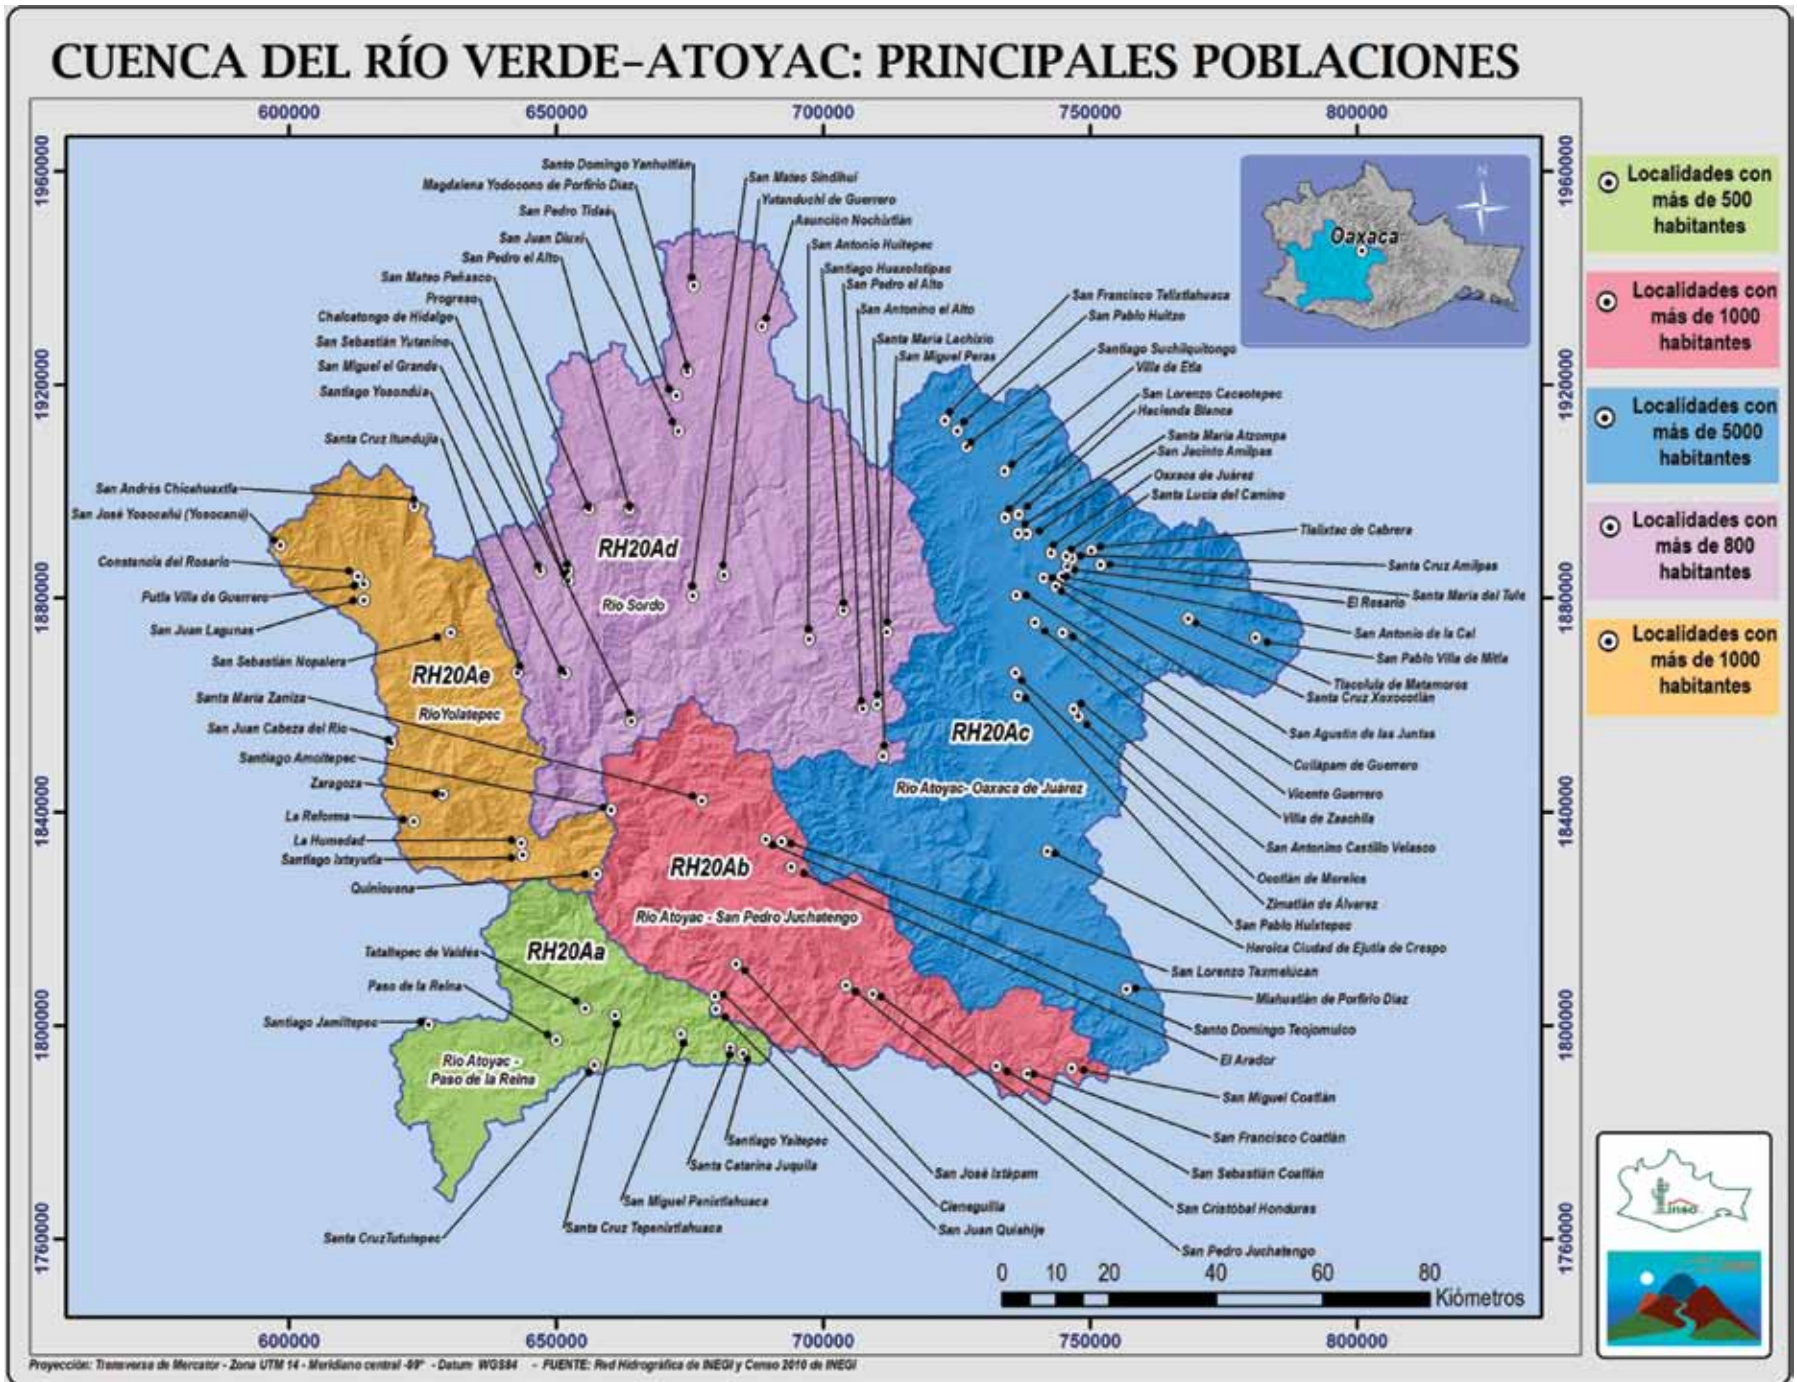 CUENCA DEL RÍO VERDE-ATOYAC: PRINCIPALES POBLACIONES
600000
650000
700000
750000
800000
1960000
1920000
1880000
1840000
1800000
1760000
Santo Domingo Yanhuitlán
Magdalena Yodocono de Porfirio Díaz
San Pedro Tidaá
San Juan Diuxi
San Pedro el Alto
San Mateo Peñasco
Progreso
Chalcatongo de Hidalgo
San Sebastián Yutanino
San Miguel el Grande
Santiago Yosondúa
Santa Cruz Itundujia
San Mateo Sindihui
Yutanduchi de Guerrero
Asunción Nochixtlán
San Antonio Huitepec
Santiago Huaxolotipac
San Pedro el Alto
San Antonino el Alto
Santa María Lachixio
San Miguel Peras
San Francisco Telixtlahuaca
San Pablo Huitzo
Santiago Suchilquitongo
Villa de Etla
San Lorenzo Cacaotepec
Hacienda Blanca
Santa María Atzompa
San Jacinto Amilpas
Oaxaca de Juárez
Santa Lucía del Camino
Tlalixtac de Cabrera
Santa Cruz Amilpas
Santa María del Tule
El Rosario
San Antonio de la Cal
San Pablo Villa de Mitla
Tlacolula de Matamoros
Santa Cruz Xoxocotlán
San Agustín de las Juntas
Cuilápam de Guerrero
Vicente Guerrero
Villa de Zaachila
San Antonino Castillo Velasco
Ocotlán de Morelos
Zimatlán de Álvarez
San Pablo Huixtepec
Heroica Ciudad de Ejutla de Crespo
San Lorenzo Texmelúcan
Miahuatlán de Porfirio Díaz
Santo Domingo Teojomulco
El Arador
San Miguel Coatlán
San Francisco Coatlán
San Sebastián Coatlán
San Cristóbal Honduras
San Pedro Juchatengo
San José Ixtápam
Cieneguilla
San Juan Quiahije
Santiago Yaitepec
Santa Catarina Juquila
San Miguel Panixtlahuaca
Santa Cruz Tepenixtlahuaca
Santa CruzTututepec
San Andrés Chicahuaxtla
San José Yosocañú (Yosocanú)
Constancia del Rosario
Putla Villa de Guerrero
San Juan Lagunas
San Sebastián Nopalera
Santa María Zaniza
San Juan Cabeza del Río
Santiago Amoltepec
Zaragoza
La Reforma
La Humedad
Santiago Ixtayutla
Tataltepec de Valdés
Paso de la Reina
Santiago Jamiltepec
RH20Ad
Río Sordo
RH20Ae
RíoYolatepec
RH20Ac
Río Atoyac- Oaxaca de Juárez
RH20Ab
Río Atoyac - San Pedro Juchatengo
RH20Aa
Río Atoyac -
Paso de la Reina
N
Oaxaca
Localidades con
más de 500
habitantes
Localidades con
más de 1000
habitantes
Localidades con
más de 5000
habitantes
Localidades con
más de 800
habitantes
Localidades con
más de 1000
habitantes
0 10 20 40 60 80
Kiómetros
1960000
1920000
1880000
1840000
1800000
1760000
600000
650000
700000
750000
800000
inso
Proyección: Transversa de Mercator - Zona UTM 14 - Meridiano central -99° - Datum WGS84 - FUENTE: Red Hidrográfica de INEGI y Censo 2010 de INEGI